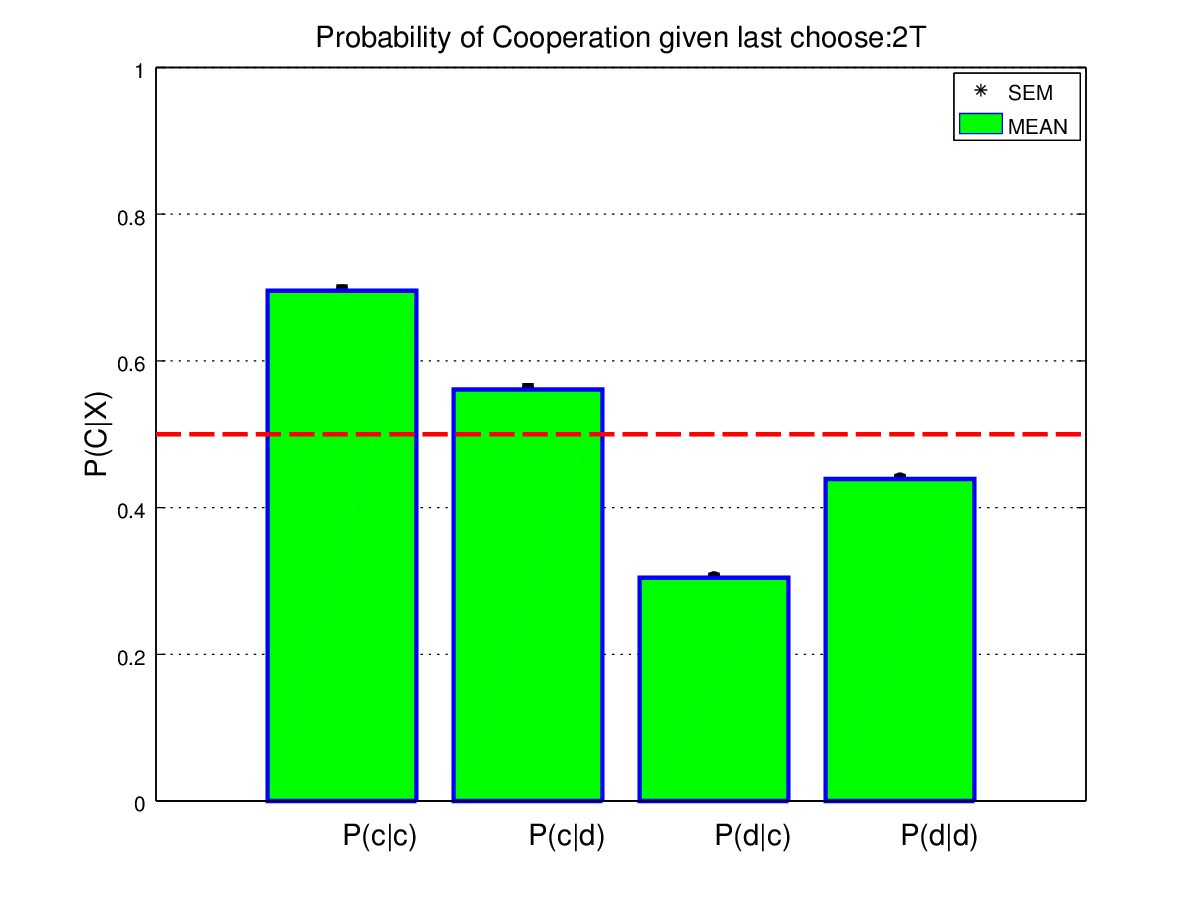 Probability of Cooperation given last choose:2T
1
SEM
MEAN
0.8
0.6
P(C|X)
0.4
0.2
0
P(c|c) P(c|d) P(d|c) P(d|d)